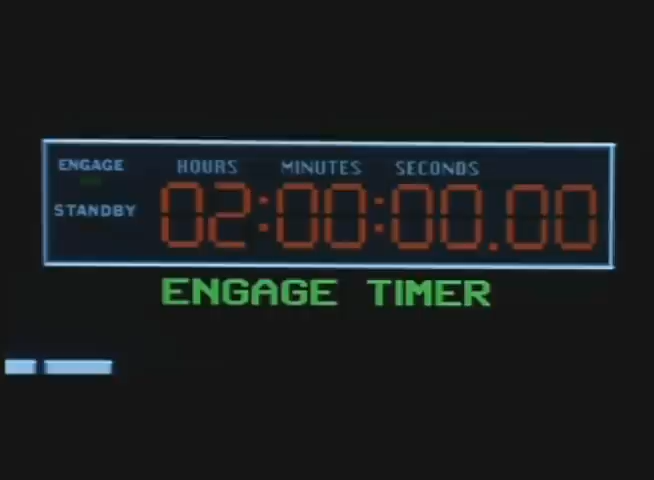 ENGAGE HOURS MINUTES SECONDS
STANDBY 02:00:00.00
ENGAGE TIMER